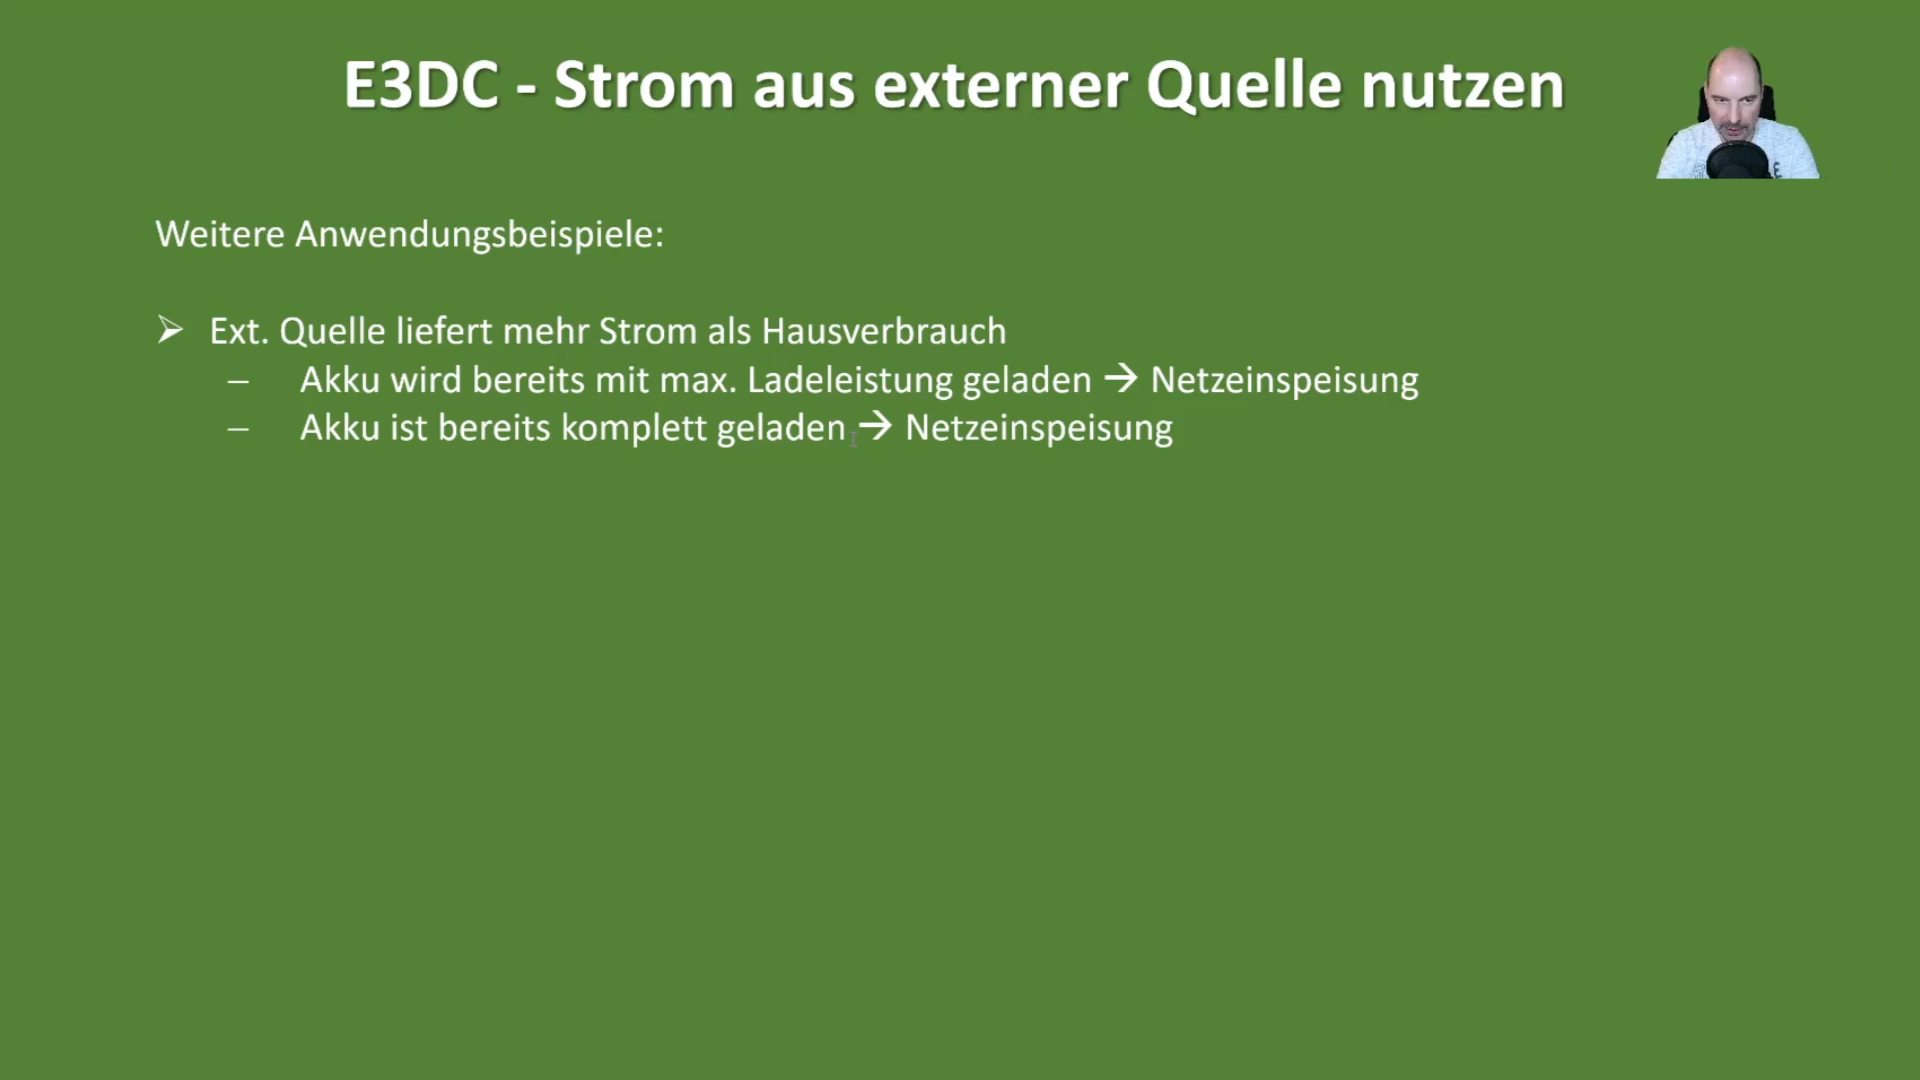 E3DC - Strom aus externer Quelle nutzen
Weitere Anwendungsbeispiele:
➢ Ext. Quelle liefert mehr Strom als Hausverbrauch
– Akku wird bereits mit max. Ladeleistung geladen → Netzeinspeisung
– Akku ist bereits komplett geladen → Netzeinspeisung